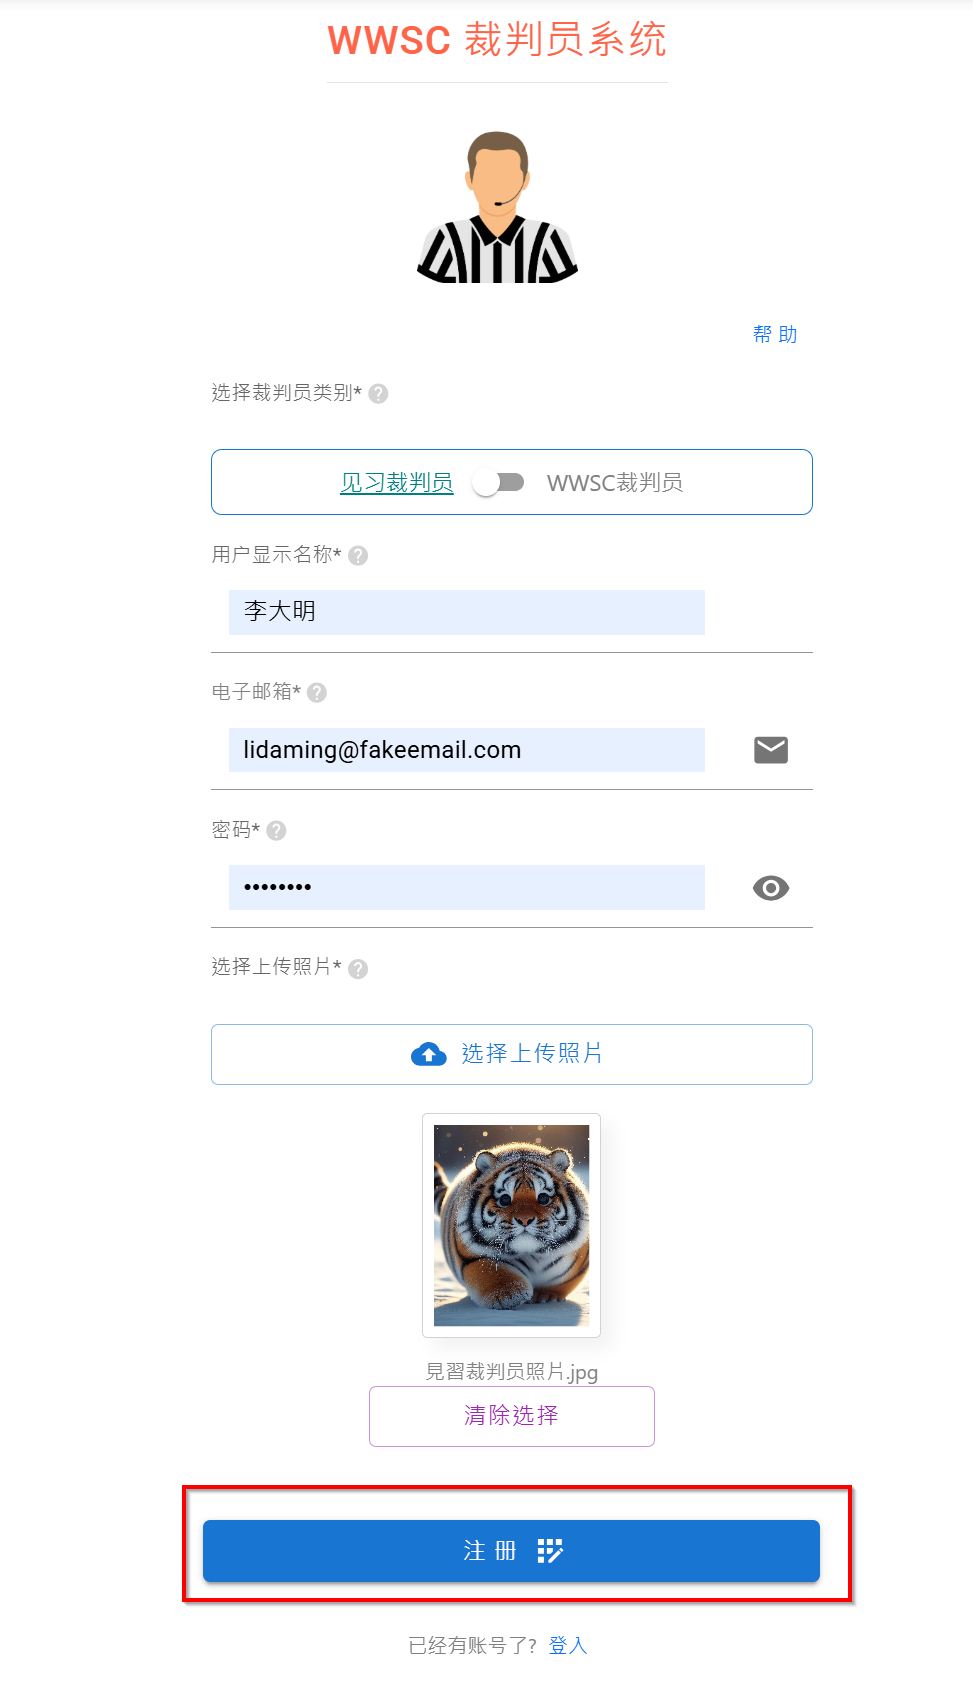 WWSC 裁判员系统
帮 助
选择裁判员类别* ?
见习裁判员 WWSC裁判员
用户显示名称* ?
李大明
电子邮箱* ?
lidaming@fakeemail.com
密码* ?
••••••••
选择上传照片* ?
选择上传照片
見習裁判员照片.jpg
清除选择
注 册
已经有账号了? 登入